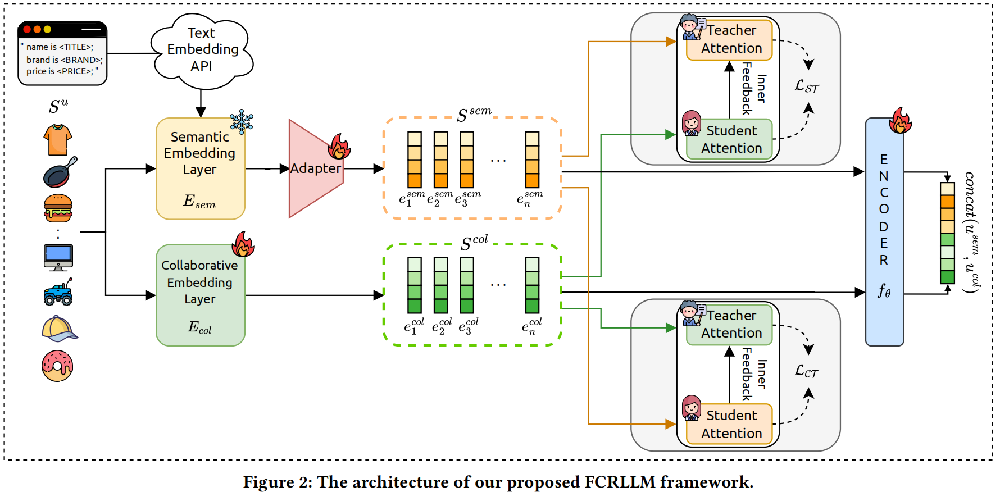 " name is <TITLE>;
brand is <BRAND>;
price is <PRICE>; "
Text
Embedding
API
S^u
Semantic
Embedding
Layer
E_sem
Adapter
Collaborative
Embedding
Layer
E_col
S^sem
...
e_1^sem e_2^sem e_3^sem e_n^sem
S^col
...
e_1^col e_2^col e_3^col e_n^col
Teacher
Attention
Inner
Feedback
Student
Attention
ℒ_𝒮𝒯
Teacher
Attention
Inner
Feedback
Student
Attention
ℒ_𝒞𝒯
ENCODER
f_θ
concat(u^sem, u^col)
Figure 2: The architecture of our proposed FCRLLM framework.